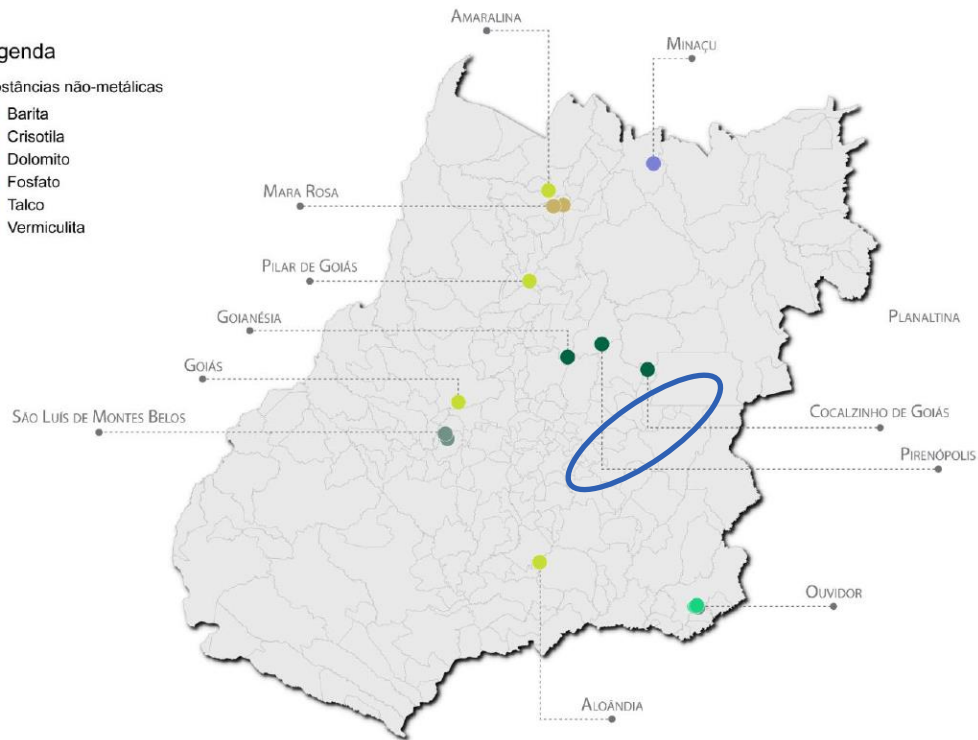 AMARALINA
MINAÇU
genda
ostâncias não-metálicas
Barita
Crisotila
Dolomito
Fosfato
Talco
Vermiculita
MARA ROSA
PILAR DE GOIÁS
GOIANÉSIA
PLANALTINA
GOIÁS
SÃO LUÍS DE MONTES BELOS
COCALZINHO DE GOIÁS
PIRENÓPOLIS
OUVIDOR
ALOÂNDIA